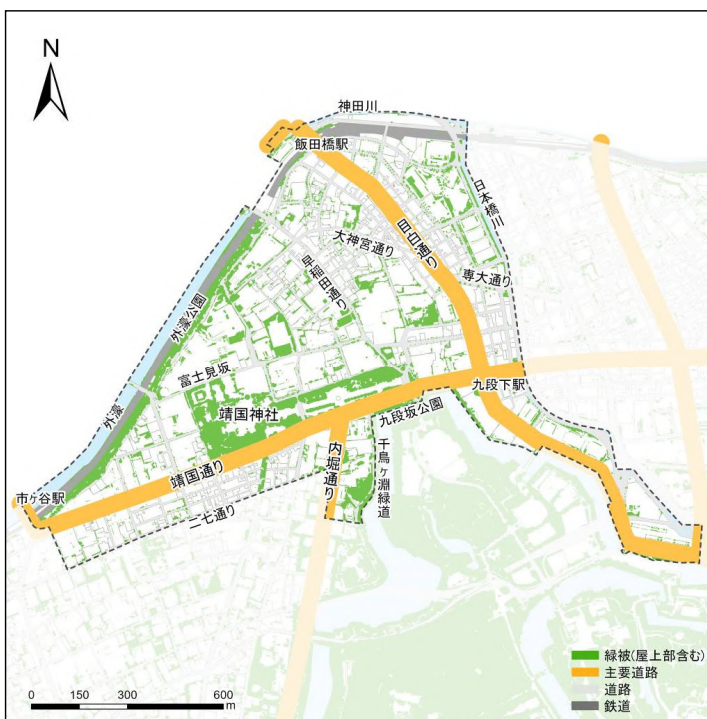 N
神田川
飯田橋駅
日本橋川
目白通り
大神宮通り
早稲田通り
専大通り
外濠公園
富士見坂
九段下駅
靖国神社
九段坂公園
外濠
千鳥ヶ淵緑道
内堀通り
靖国通り
市ヶ谷駅
二七通り
緑被(屋上部含む)
主要道路
道路
鉄道
0 150 300 600
m